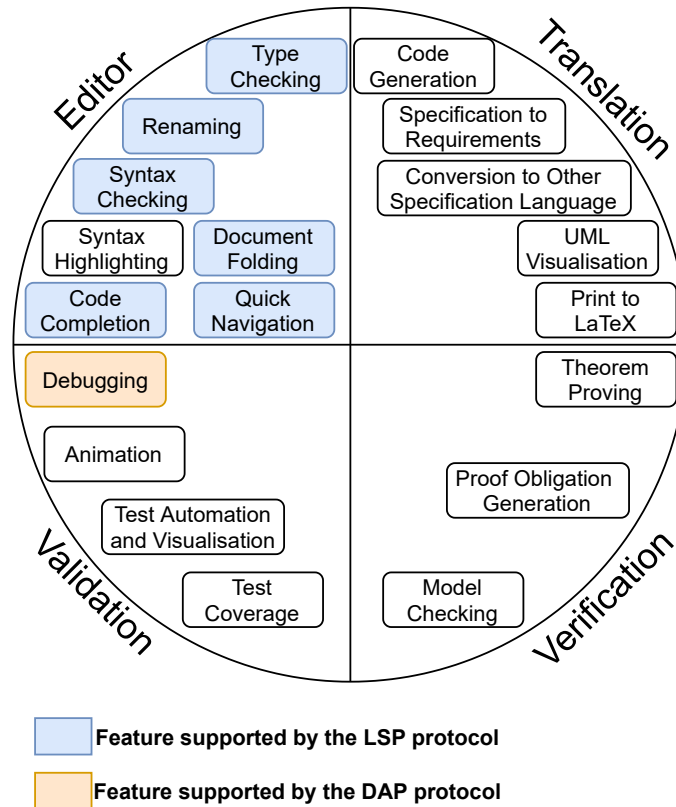 Editor
Type
Checking
Renaming
Syntax
Checking
Syntax
Highlighting
Document
Folding
Code
Completion
Quick
Navigation
Translation
Code
Generation
Specification to
Requirements
Conversion to Other
Specification Language
UML
Visualisation
Print to
LaTeX
Validation
Debugging
Animation
Test Automation
and Visualisation
Test
Coverage
Verification
Theorem
Proving
Proof Obligation
Generation
Model
Checking
Feature supported by the LSP protocol
Feature supported by the DAP protocol